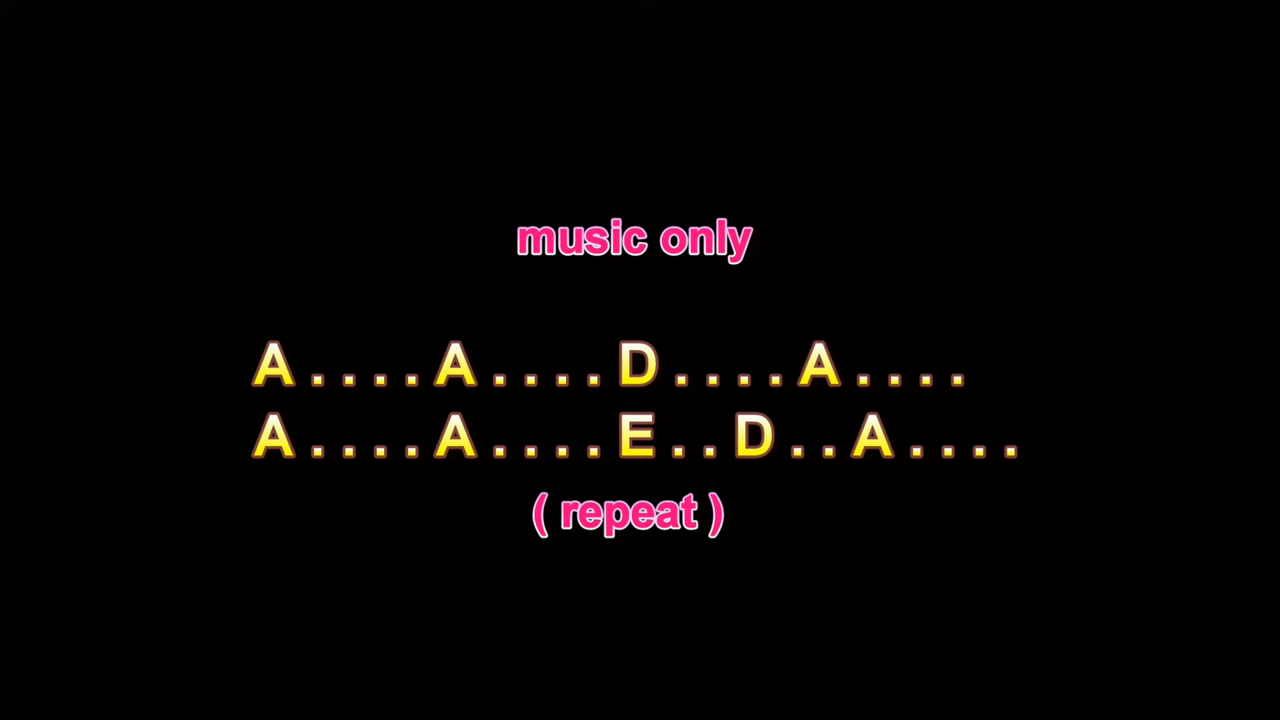 music only
A . . . . A . . . . D . . . . A . . . .
A . . . . A . . . . E . . D . . A . . . .
( repeat )